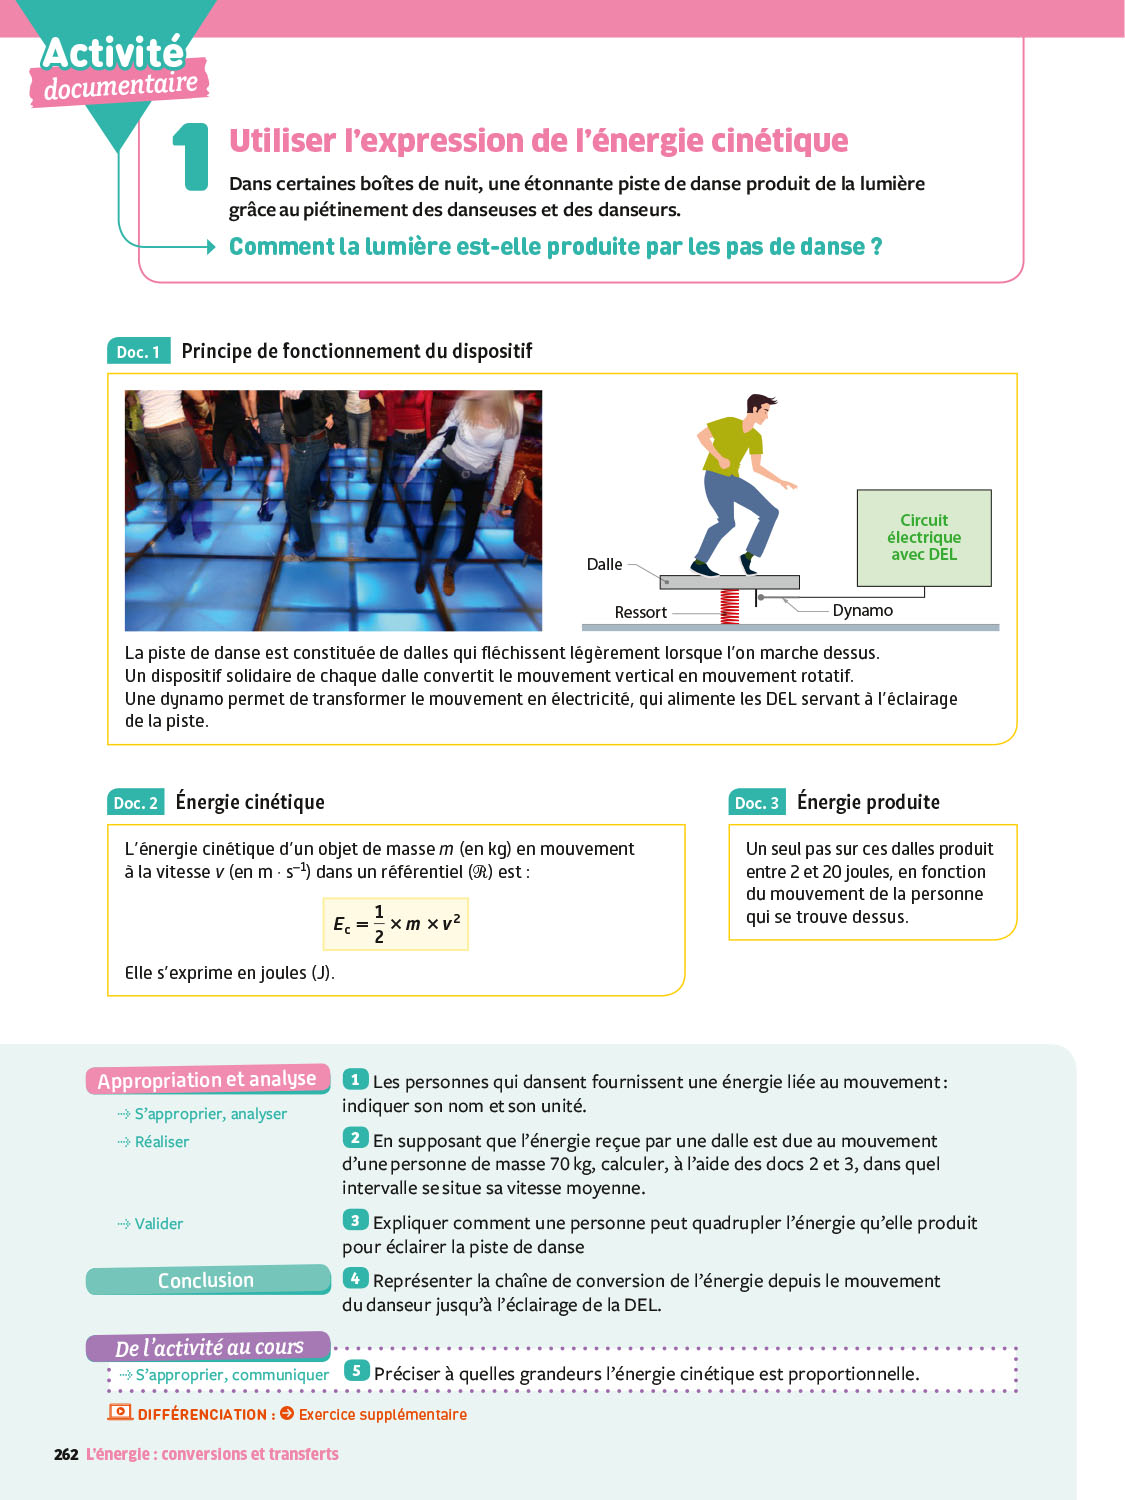 Activité
documentaire
1
Utiliser l'expression de l'énergie cinétique
Dans certaines boîtes de nuit, une étonnante piste de danse produit de la lumière
grâce au piétinement des danseuses et des danseurs.
Comment la lumière est-elle produite par les pas de danse ?
Doc. 1 Principe de fonctionnement du dispositif
Circuit
électrique
avec DEL
Dalle
Ressort
Dynamo
La piste de danse est constituée de dalles qui fléchissent légèrement lorsque l'on marche dessus.
Un dispositif solidaire de chaque dalle convertit le mouvement vertical en mouvement rotatif.
Une dynamo permet de transformer le mouvement en électricité, qui alimente les DEL servant à l'éclairage
de la piste.
Doc. 2 Énergie cinétique
L'énergie cinétique d'un objet de masse m (en kg) en mouvement
à la vitesse v (en m · s⁻¹) dans un référentiel (ℛ) est :
E_c = 1/2 × m × v²
Elle s'exprime en joules (J).
Doc. 3 Énergie produite
Un seul pas sur ces dalles produit
entre 2 et 20 joules, en fonction
du mouvement de la personne
qui se trouve dessus.
Appropriation et analyse
S'approprier, analyser
1 Les personnes qui dansent fournissent une énergie liée au mouvement :
indiquer son nom et son unité.
Réaliser
2 En supposant que l'énergie reçue par une dalle est due au mouvement
d'une personne de masse 70 kg, calculer, à l'aide des docs 2 et 3, dans quel
intervalle se situe sa vitesse moyenne.
Valider
3 Expliquer comment une personne peut quadrupler l'énergie qu'elle produit
pour éclairer la piste de danse
Conclusion
4 Représenter la chaîne de conversion de l'énergie depuis le mouvement
du danseur jusqu'à l'éclairage de la DEL.
De l'activité au cours
S'approprier, communiquer
5 Préciser à quelles grandeurs l'énergie cinétique est proportionnelle.
DIFFÉRENCIATION : Exercice supplémentaire
262 L'énergie : conversions et transferts